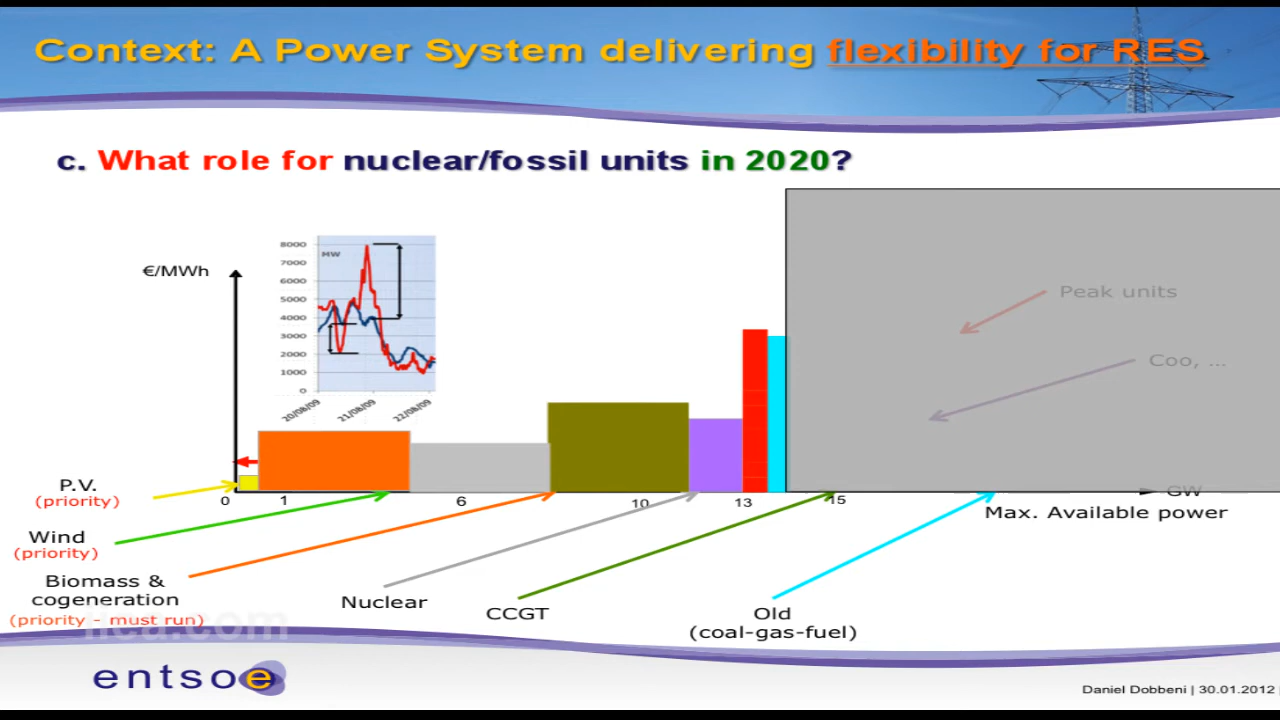 Context: A Power System delivering flexibility for RES
c. What role for nuclear/fossil units in 2020?
€/MWh
8000
7000
6000
5000
4000
3000
2000
1000
0
MW
20/08/09
21/08/09
22/08/09
Peak units
Coo, ...
0
1
6
10
13
15
GW
Max. Available power
P.V.
(priority)
Wind
(priority)
Biomass &
cogeneration
(priority - must run)
Nuclear
CCGT
Old
(coal-gas-fuel)
entsoe
Daniel Dobbeni | 30.01.2012 |